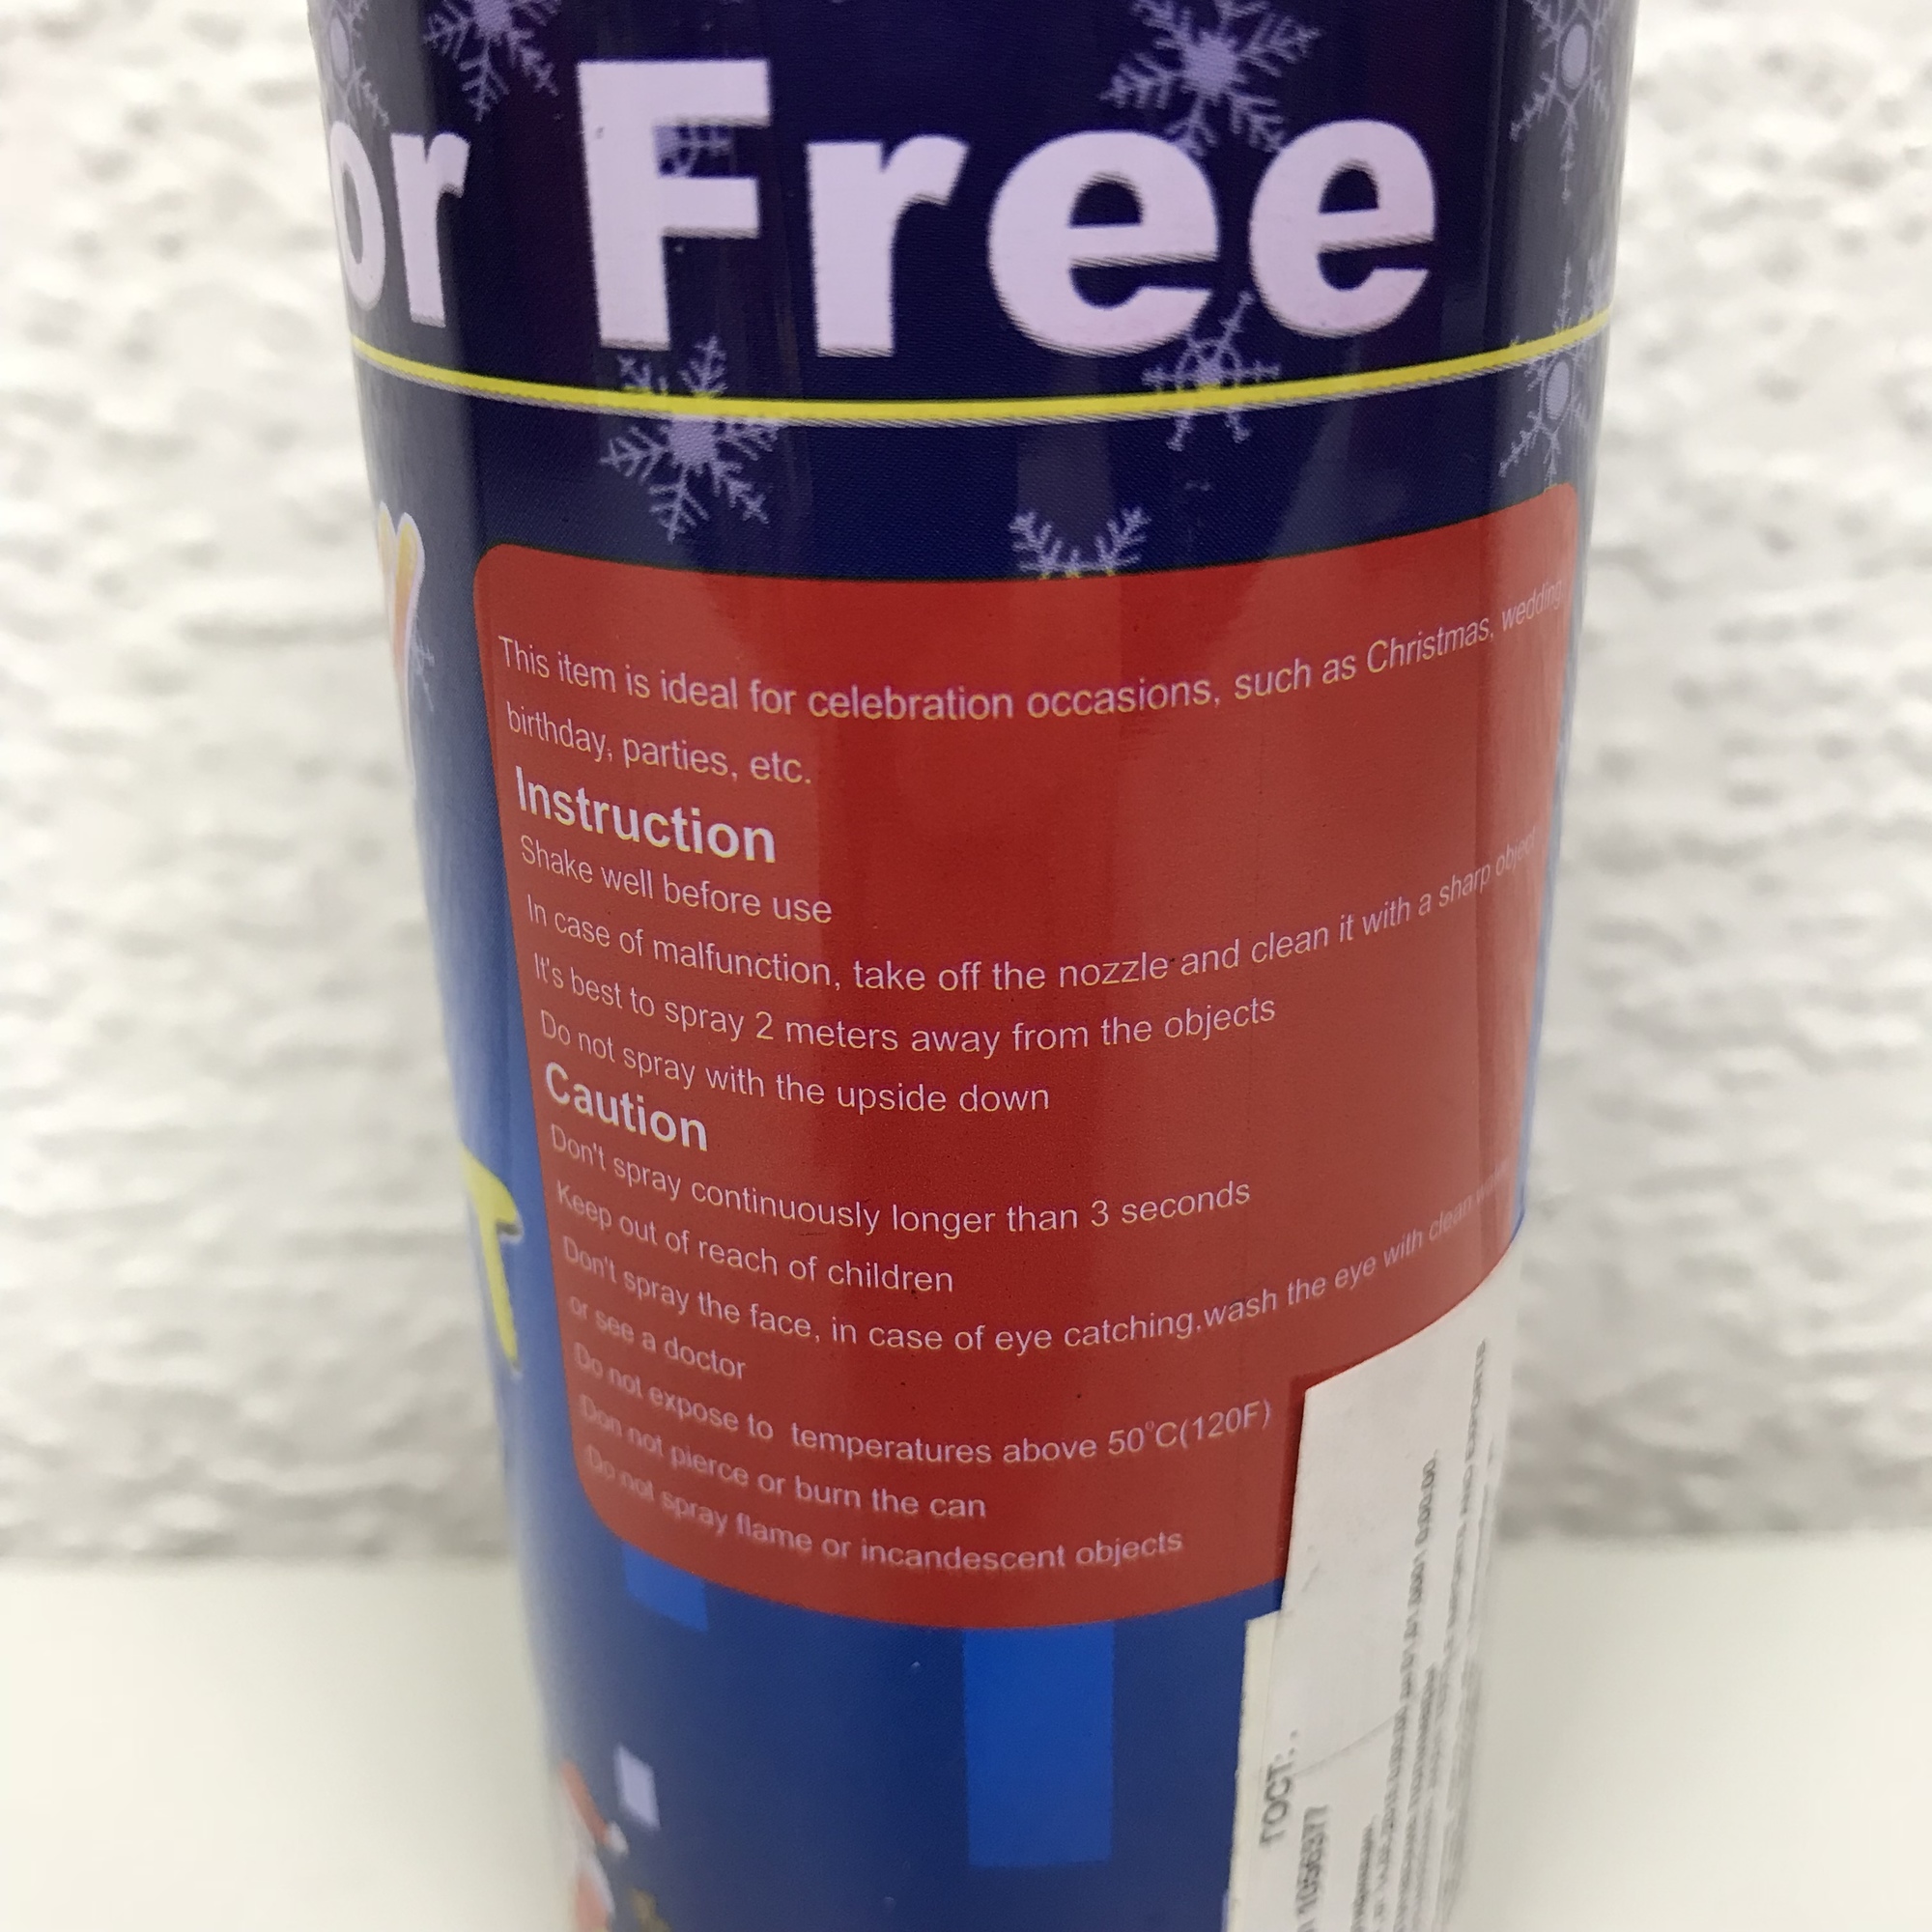 or Free
This item is ideal for celebration occasions, such as Christmas, wedding,
birthday, parties, etc.
Instruction
Shake well before use
In case of malfunction, take off the nozzle and clean it with a sharp object
It's best to spray 2 meters away from the objects
Do not spray with the upside down
Caution
Don't spray continuously longer than 3 seconds
Keep out of reach of children
Don't spray the face, in case of eye catching,wash the eye with clean water
or see a doctor
Do not expose to temperatures above 50°C(120F)
Don not pierce or burn the can
Do not spray flame or incandescent objects
Y
T
ГОСТ: .
1056377